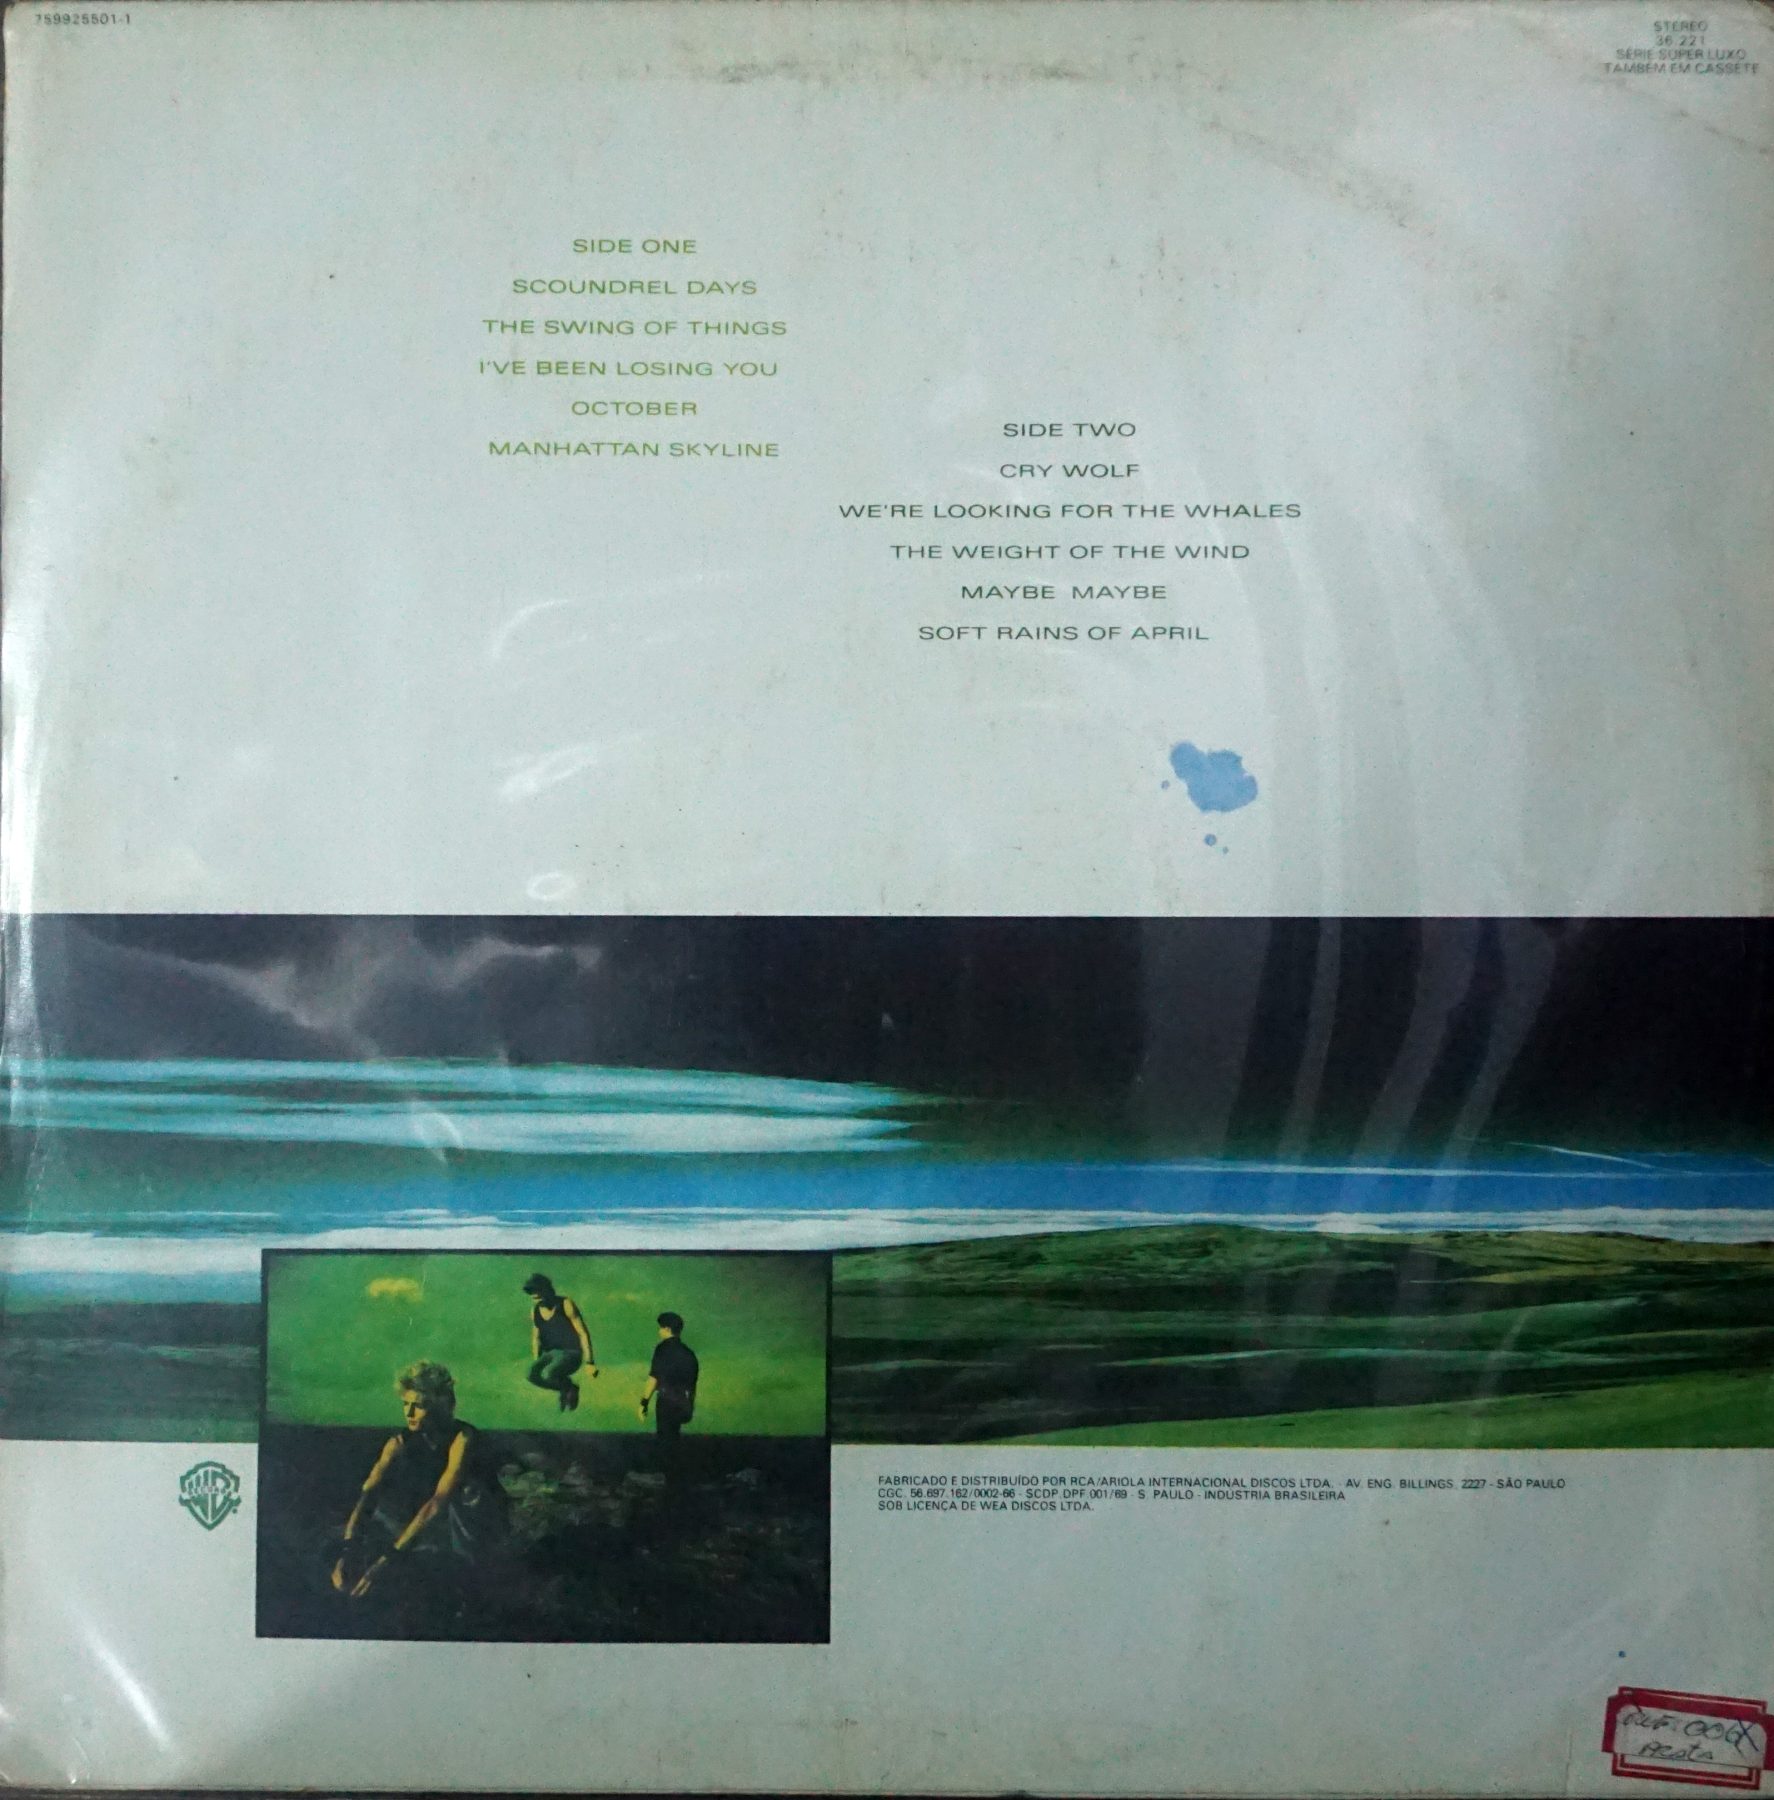 759925501-1
STEREO
36.221
SÉRIE SUPER LUXO
TAMBÉM EM CASSETE
SIDE ONE
SCOUNDREL DAYS
THE SWING OF THINGS
I'VE BEEN LOSING YOU
OCTOBER
MANHATTAN SKYLINE
SIDE TWO
CRY WOLF
WE'RE LOOKING FOR THE WHALES
THE WEIGHT OF THE WIND
MAYBE MAYBE
SOFT RAINS OF APRIL
FABRICADO E DISTRIBUÍDO POR RCA/ARIOLA INTERNACIONAL DISCOS LTDA. - AV. ENG. BILLINGS, 2227 - SÃO PAULO
CGC. 56.697.162/0002-66 - SCDP.DPF 001/69 - S. PAULO - INDÚSTRIA BRASILEIRA
SOB LICENÇA DE WEA DISCOS LTDA.